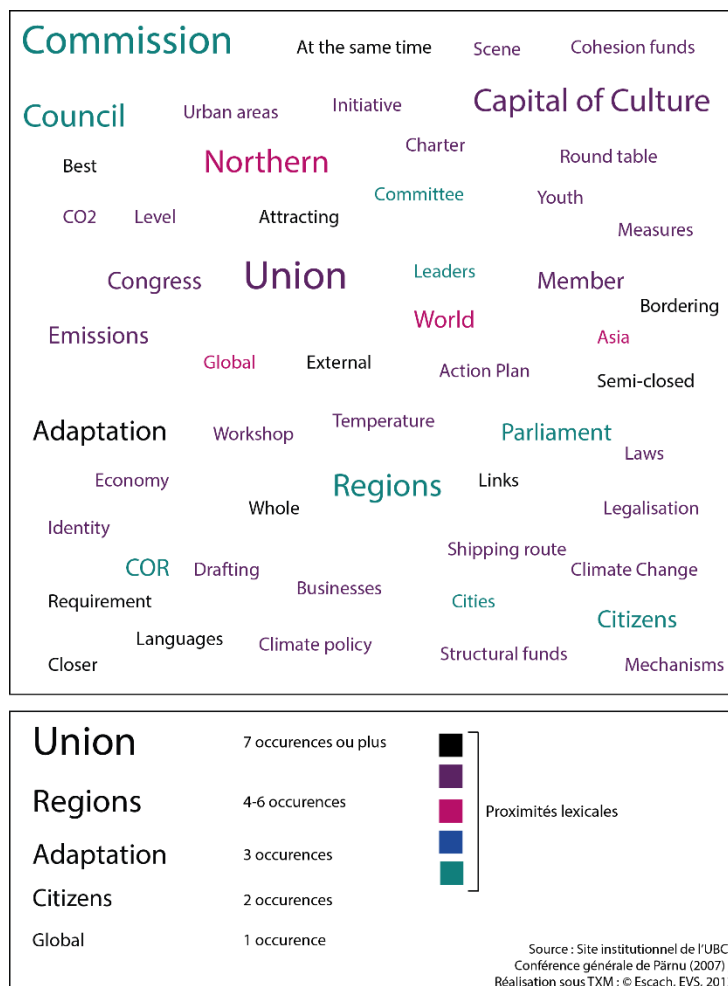 Commission
At the same time
Scene
Cohesion funds
Council
Urban areas
Initiative
Capital of Culture
Best
Northern
Charter
Round table
Committee
Youth
CO2
Level
Attracting
Measures
Congress
Union
Leaders
Member
Bordering
Emissions
World
Asia
Global
External
Action Plan
Semi-closed
Adaptation
Workshop
Temperature
Parliament
Laws
Economy
Regions
Links
Whole
Legalisation
Identity
Shipping route
COR
Drafting
Climate Change
Requirement
Businesses
Cities
Citizens
Languages
Climate policy
Structural funds
Closer
Mechanisms
Union
7 occurences ou plus
Regions
4-6 occurences
Proximités lexicales
Adaptation
3 occurences
Citizens
2 occurences
Global
1 occurence
Source : Site institutionnel de l'UBC
Conférence générale de Pärnu (2007)
Réalisation sous TXM : © Escach, EVS, 201